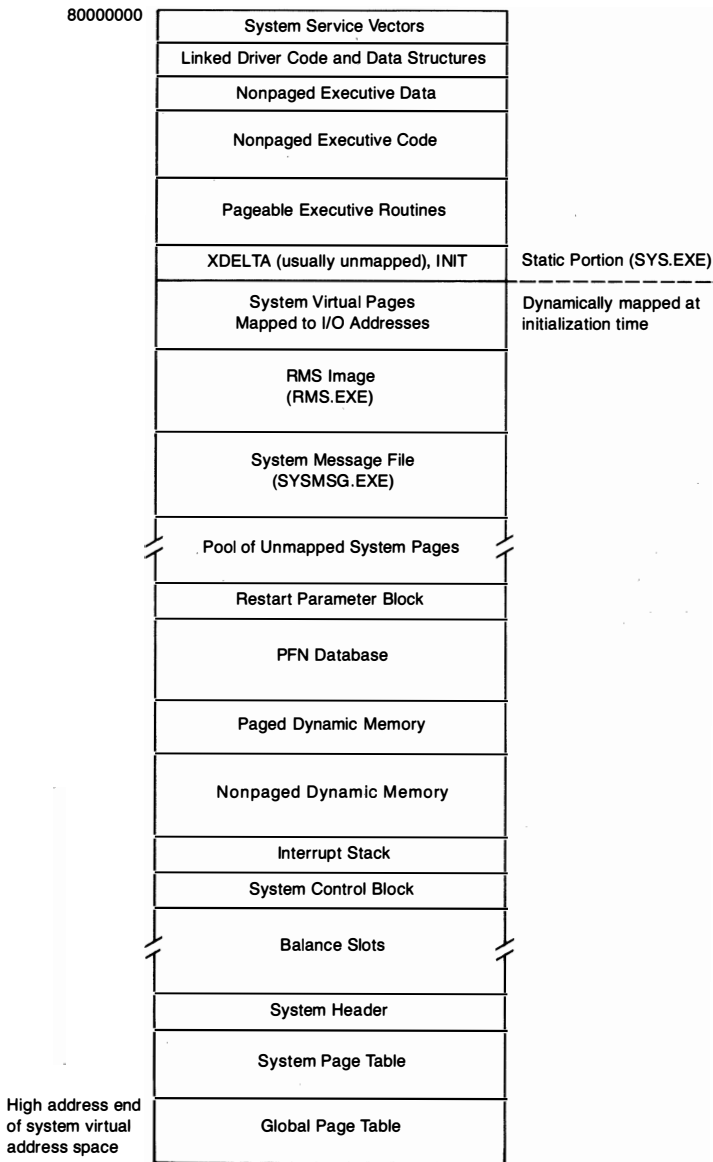 80000000
System Service Vectors
Linked Driver Code and Data Structures
Nonpaged Executive Data
Nonpaged Executive Code
Pageable Executive Routines
XDELTA (usually unmapped), INIT
Static Portion (SYS.EXE)
System Virtual Pages
Mapped to I/O Addresses
Dynamically mapped at
initialization time
RMS Image
(RMS.EXE)
System Message File
(SYSMSG.EXE)
Pool of Unmapped System Pages
Restart Parameter Block
PFN Database
Paged Dynamic Memory
Nonpaged Dynamic Memory
Interrupt Stack
System Control Block
Balance Slots
System Header
System Page Table
High address end
of system virtual
address space
Global Page Table